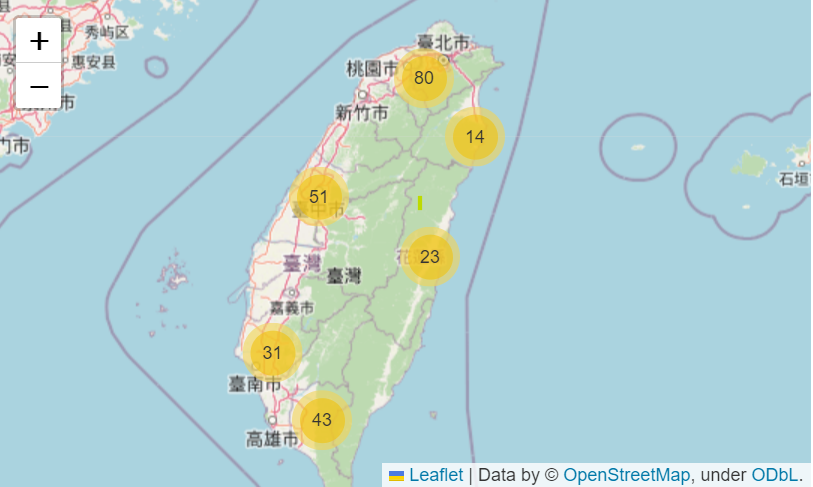 +
−
秀屿区
惠安县
臺北市
桃園市
80
新竹市
14
51
臺中市
23
臺灣
臺灣
嘉義市
31
臺南市
43
高雄市
Leaflet | Data by © OpenStreetMap, under ODbL.